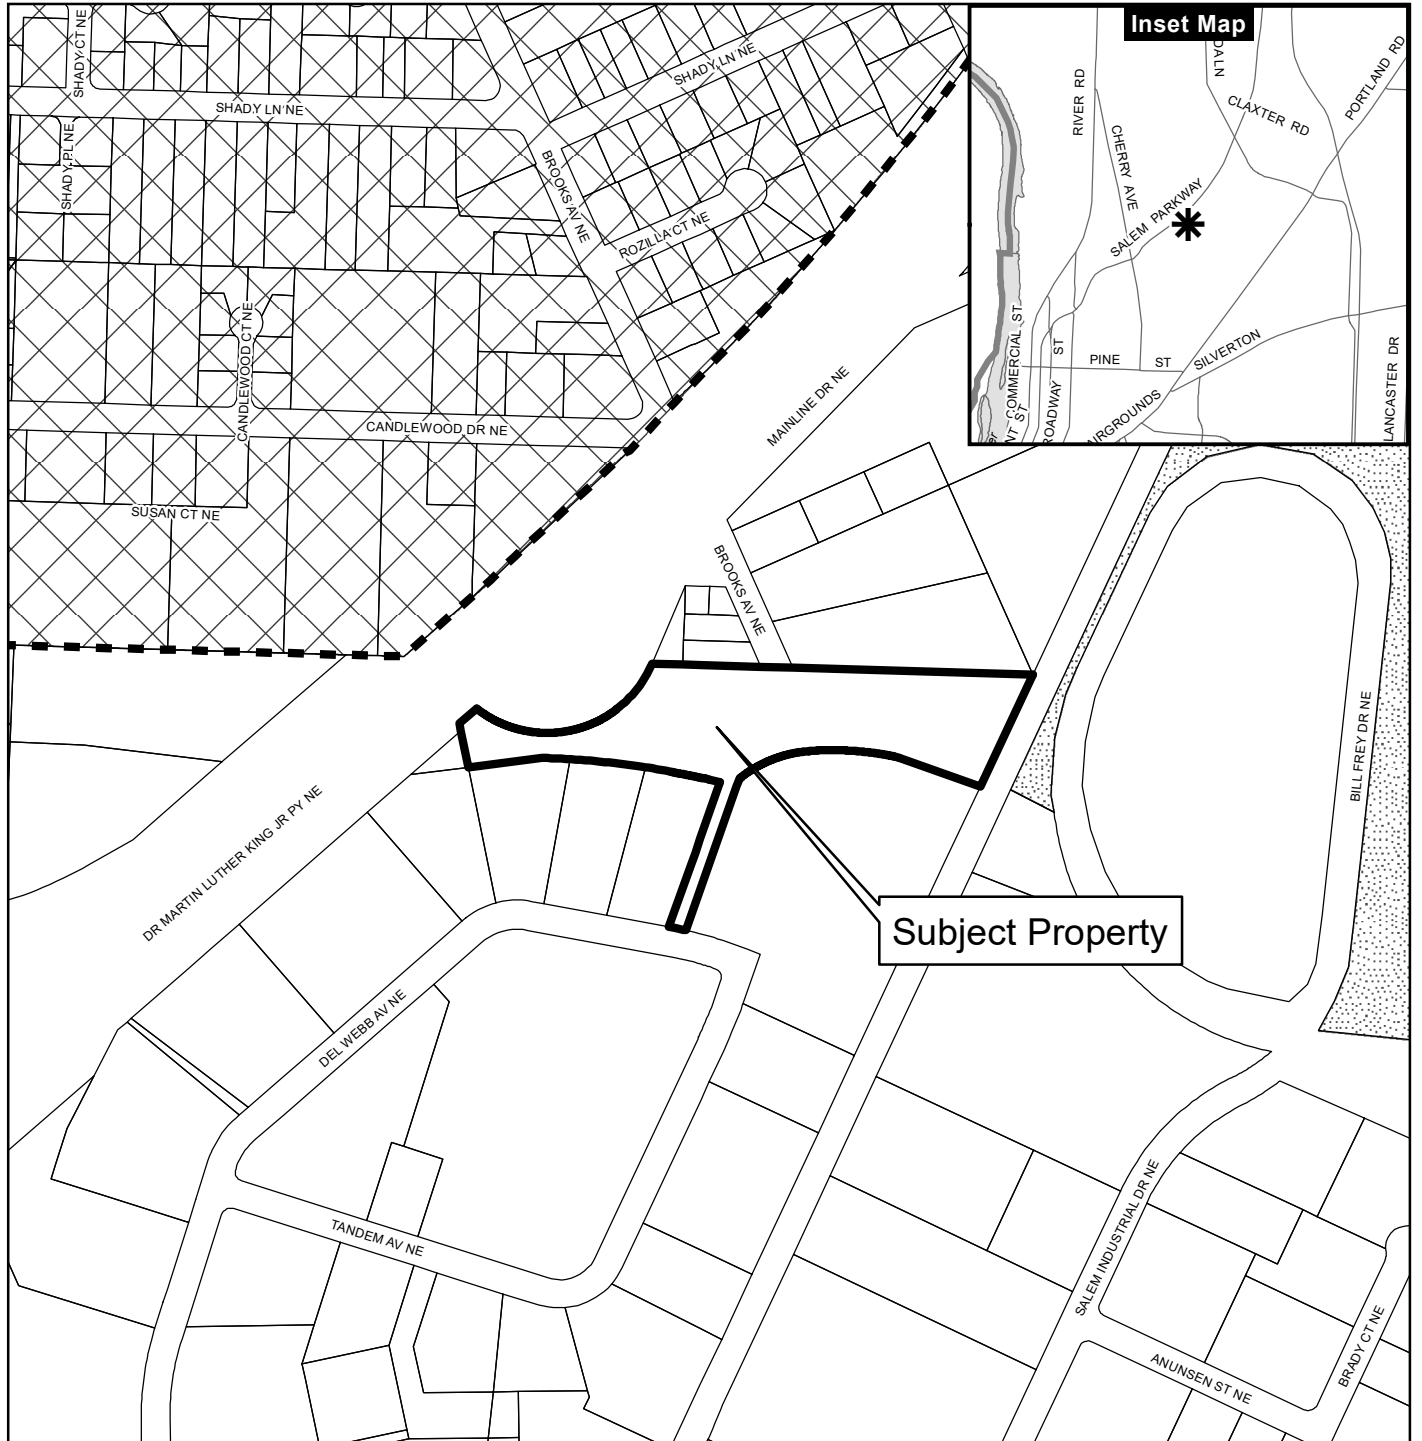 Inset Map
SHADY CT NE
SHADY LN NE
SHADY LN NE
SHADY PL NE
BROOKS AV NE
ROZILLA CT NE
CANDLEWOOD CT NE
CANDLEWOOD DR NE
SUSAN CT NE
MAINLINE DR NE
BROOKS AV NE
RIVER RD
CHERRY AVE
CLAXTER RD
PORTLAND RD
SALEM PARKWAY
COMMERCIAL ST
ST
PINE ST
SILVERTON
LANCASTER DR
BILL FREY DR NE
DR MARTIN LUTHER KING JR PY NE
Subject Property
DEL WEBB AV NE
TANDEM AV NE
SALEM INDUSTRIAL DR NE
ANUNSEN ST NE
BRADY CT NE